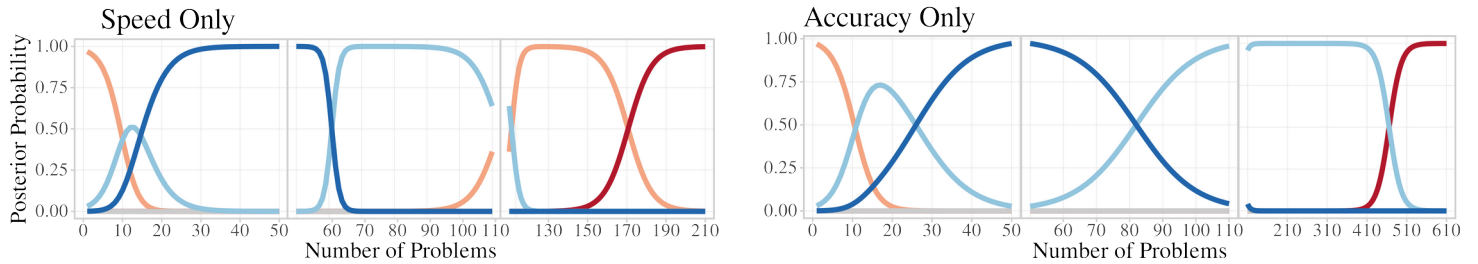 Speed Only
Accuracy Only
Posterior Probability
1.00
0.75
0.50
0.25
0.00
0 10 20 30 40 50
60 70 80 90 100 110
130 150 170 190 210
Number of Problems
1.00
0.75
0.50
0.25
0.00
0 10 20 30 40 50
60 70 80 90 100 110
210 310 410 510 610
Number of Problems